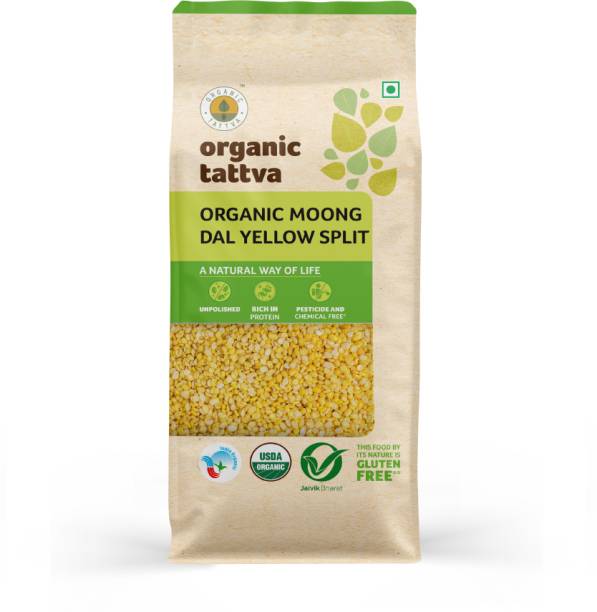 ORGANIC
TATTVA
TM
organic
tattva
ORGANIC MOONG
DAL YELLOW SPLIT
A NATURAL WAY OF LIFE
UNPOLISHED
RICH IN
PROTEIN
PESTICIDE AND
CHEMICAL FREE*
USDA
ORGANIC
Jaivik Bharat
THIS FOOD BY
ITS NATURE IS
GLUTEN
FREE**